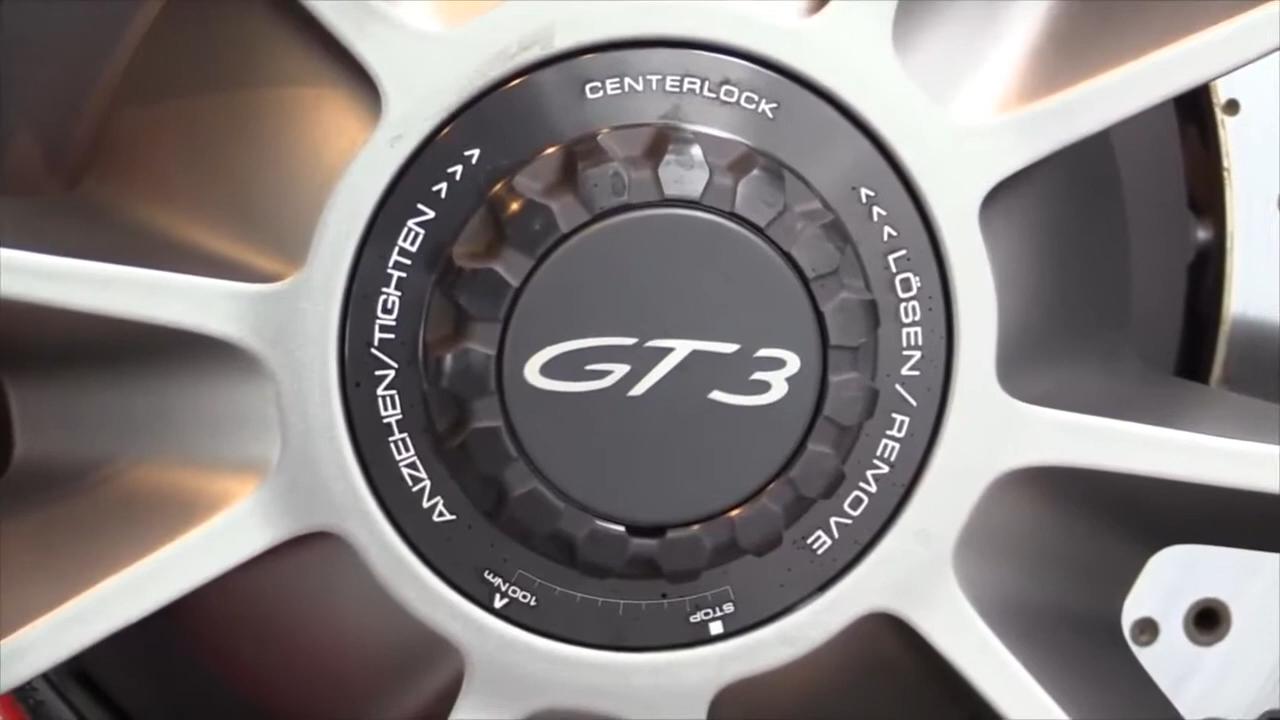 CENTERLOCK
ANZIEHEN/TIGHTEN >>>
<<< LÖSEN / REMOVE
GT3
100Nm
STOP